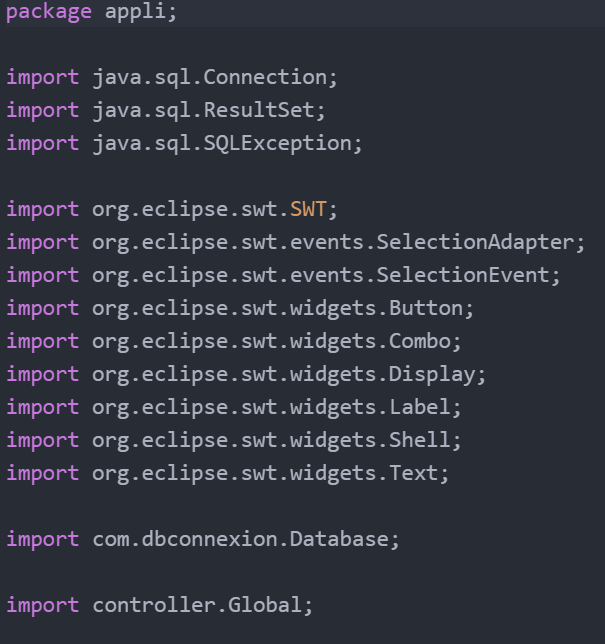 package appli;
import java.sql.Connection;
import java.sql.ResultSet;
import java.sql.SQLException;
import org.eclipse.swt.SWT;
import org.eclipse.swt.events.SelectionAdapter;
import org.eclipse.swt.events.SelectionEvent;
import org.eclipse.swt.widgets.Button;
import org.eclipse.swt.widgets.Combo;
import org.eclipse.swt.widgets.Display;
import org.eclipse.swt.widgets.Label;
import org.eclipse.swt.widgets.Shell;
import org.eclipse.swt.widgets.Text;
import com.dbconnexion.Database;
import controller.Global;